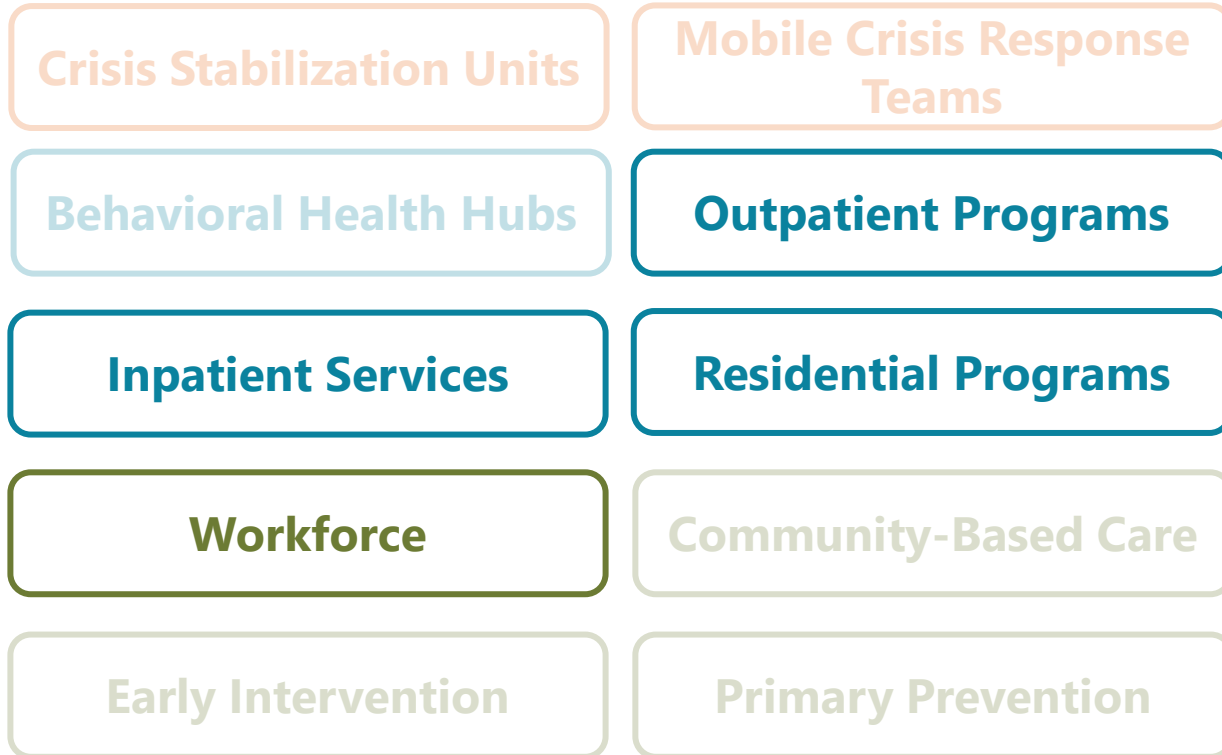 Crisis Stabilization Units
Mobile Crisis Response
Teams
Behavioral Health Hubs
Outpatient Programs
Inpatient Services
Residential Programs
Workforce
Community-Based Care
Early Intervention
Primary Prevention